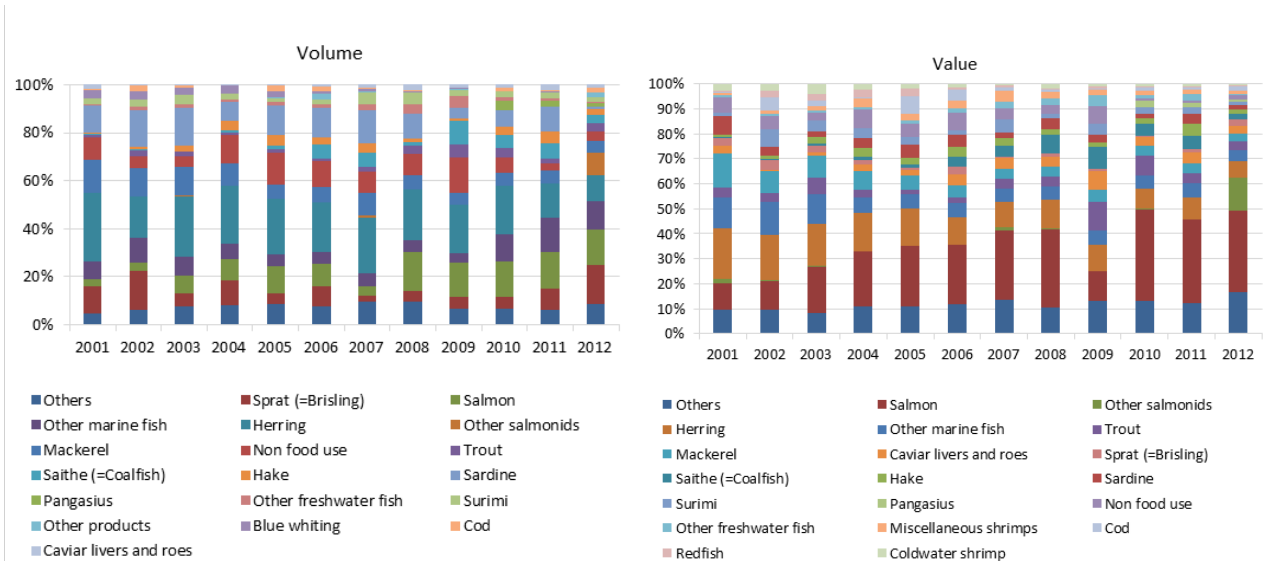 Volume
100%
80%
60%
40%
20%
0%
2001 2002 2003 2004 2005 2006 2007 2008 2009 2010 2011 2012
Others Sprat (=Brisling) Salmon
Other marine fish Herring Other salmonids
Mackerel Non food use Trout
Saithe (=Coalfish) Hake Sardine
Pangasius Other freshwater fish Surimi
Other products Blue whiting Cod
Caviar livers and roes
Value
100%
90%
80%
70%
60%
50%
40%
30%
20%
10%
0%
2001 2002 2003 2004 2005 2006 2007 2008 2009 2010 2011 2012
Others Salmon Other salmonids
Herring Other marine fish Trout
Mackerel Caviar livers and roes Sprat (=Brisling)
Saithe (=Coalfish) Hake Sardine
Surimi Pangasius Non food use
Other freshwater fish Miscellaneous shrimps Cod
Redfish Coldwater shrimp